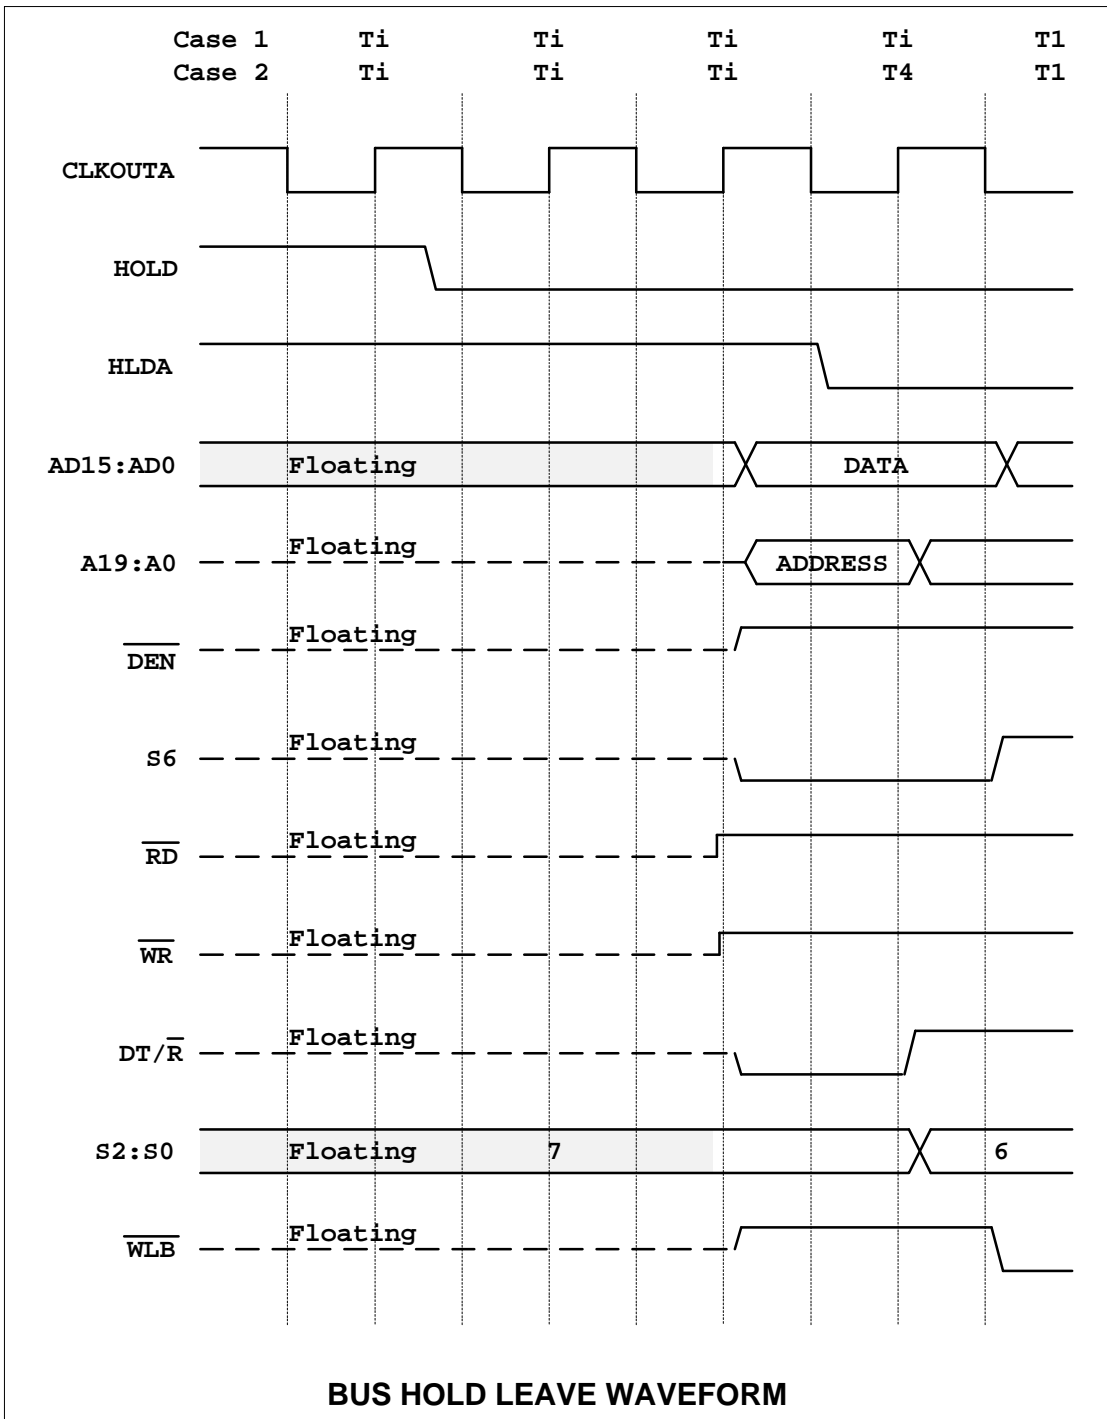 Case 1 Ti Ti Ti Ti T1
Case 2 Ti Ti Ti T4 T1
CLKOUTA
HOLD
HLDA
AD15:AD0 Floating DATA
A19:A0 Floating ADDRESS
DEN Floating
S6 Floating
RD Floating
WR Floating
DT/R Floating
S2:S0 Floating 7 6
WLB Floating
BUS HOLD LEAVE WAVEFORM